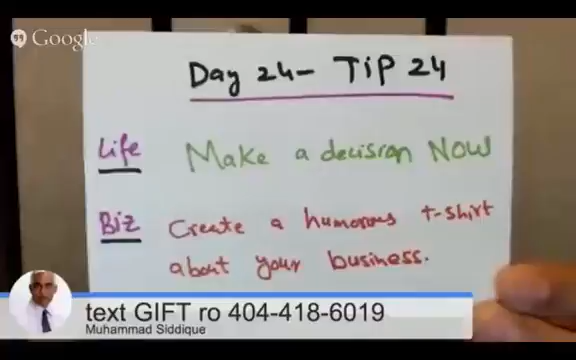 Google
Day 24- TiP 24
Life Make a decision NOW
Biz Create a humorous t-shirt
about your business.
text GIFT ro 404-418-6019
Muhammad Siddique